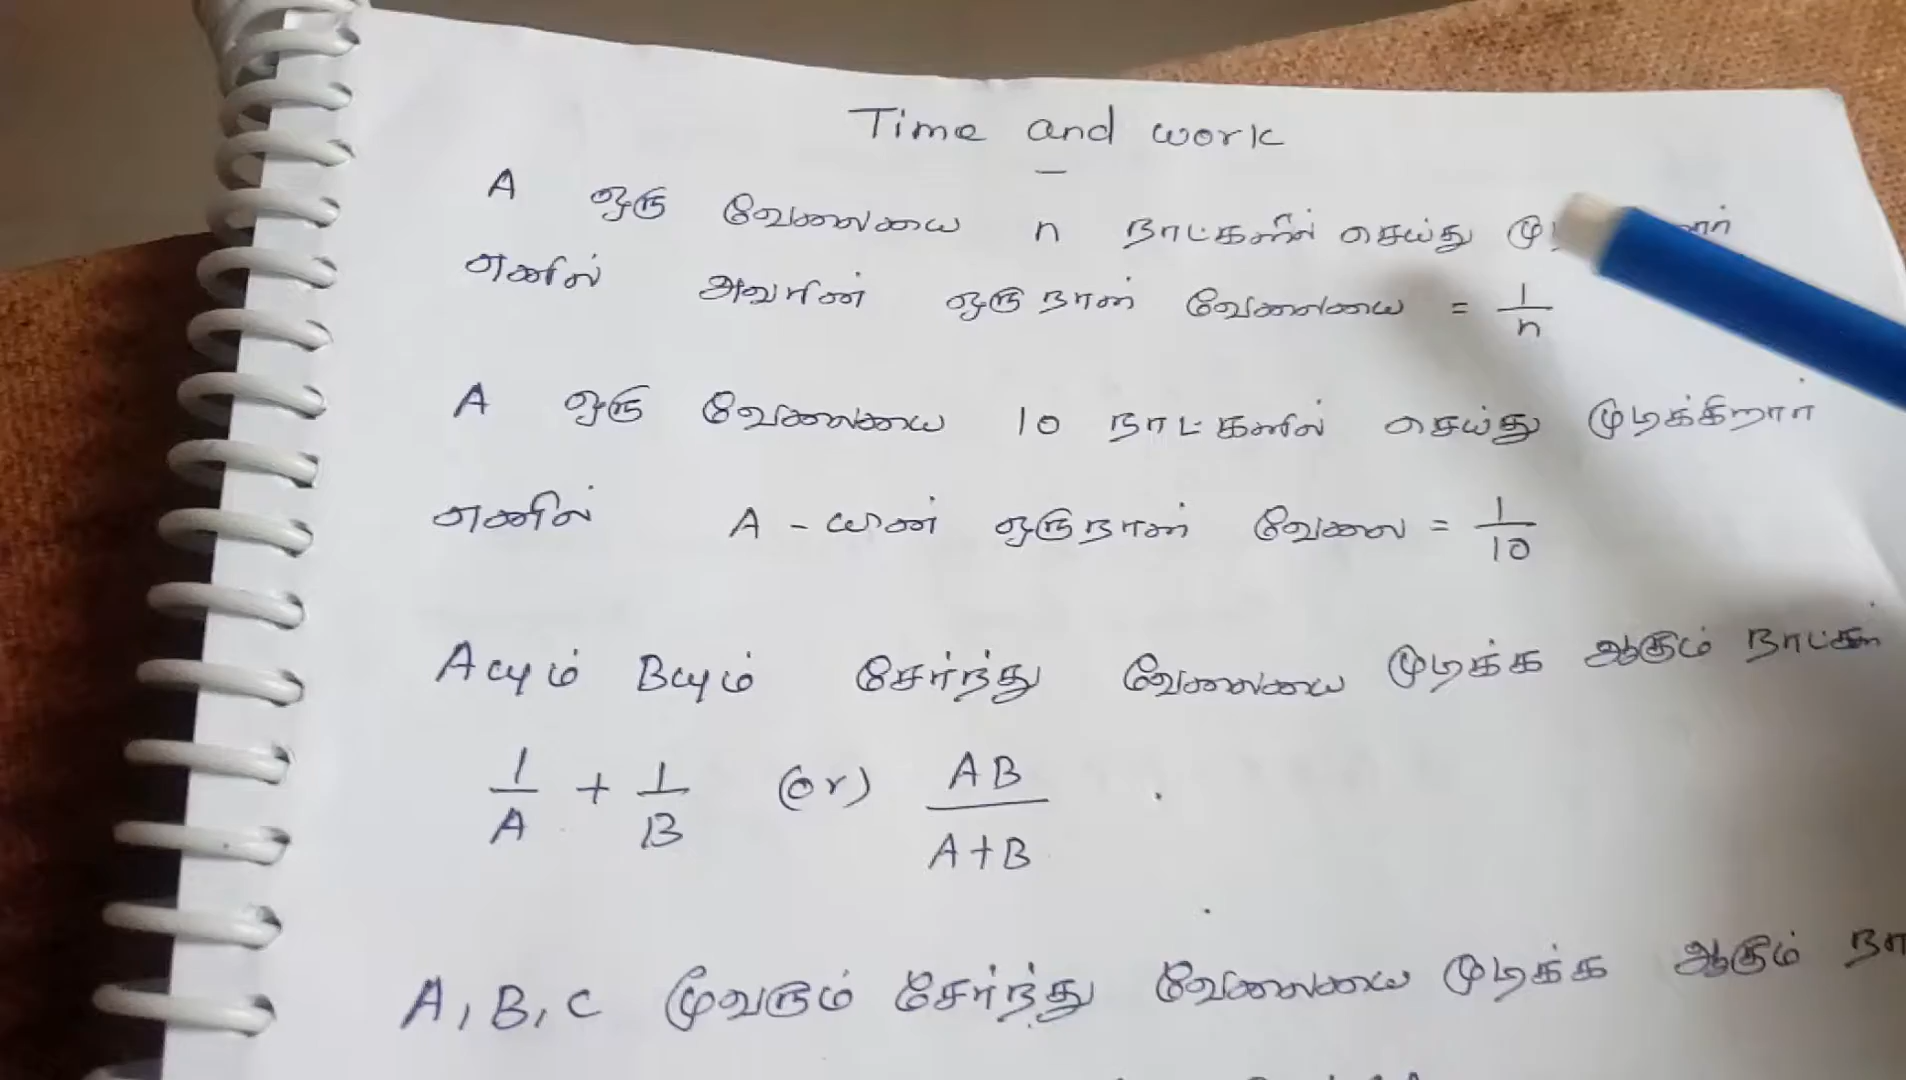 Time and work
A ஒரு வேலையை n நாட்களில் செய்து
எனில் அவரின் ஒரு நாள் வேலையை = 1/n
A ஒரு வேலையை 10 நாட்களில் செய்து முடிக்கிறார்
எனில் A - யின் ஒருநாள் வேலை = 1/10
Aயும் Bயும் சேர்ந்து வேலையை முடிக்க ஆகும்
1/A + 1/B (or) AB/A+B
A, B, C மூவரும் சேர்ந்து வேலையை முடிக்க ஆகும்